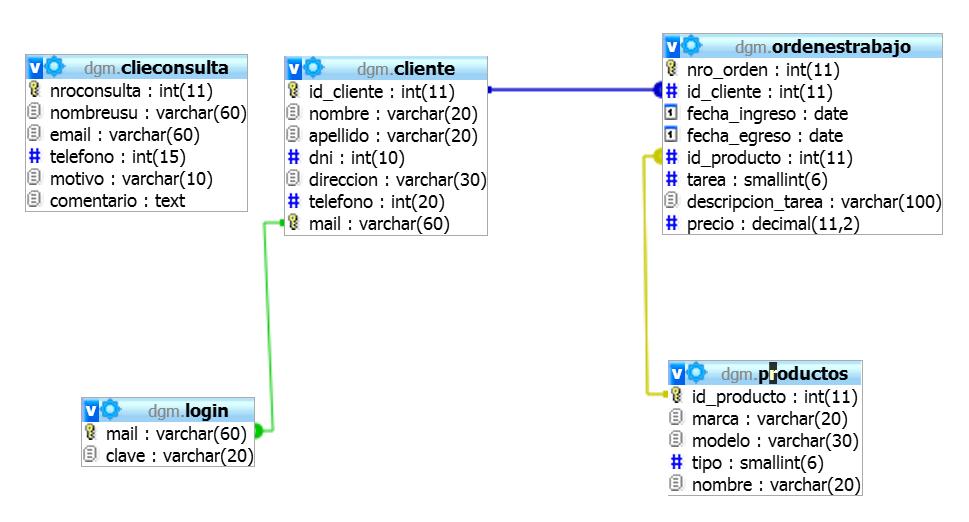 dgm.clieconsulta
nroconsulta : int(11)
nombreusu : varchar(60)
email : varchar(60)
telefono : int(15)
motivo : varchar(10)
comentario : text
dgm.cliente
id_cliente : int(11)
nombre : varchar(20)
apellido : varchar(20)
dni : int(10)
direccion : varchar(30)
telefono : int(20)
mail : varchar(60)
dgm.ordenestrabajo
nro_orden : int(11)
id_cliente : int(11)
fecha_ingreso : date
fecha_egreso : date
id_producto : int(11)
tarea : smallint(6)
descripcion_tarea : varchar(100)
precio : decimal(11,2)
dgm.login
mail : varchar(60)
clave : varchar(20)
dgm.productos
id_producto : int(11)
marca : varchar(20)
modelo : varchar(30)
tipo : smallint(6)
nombre : varchar(20)